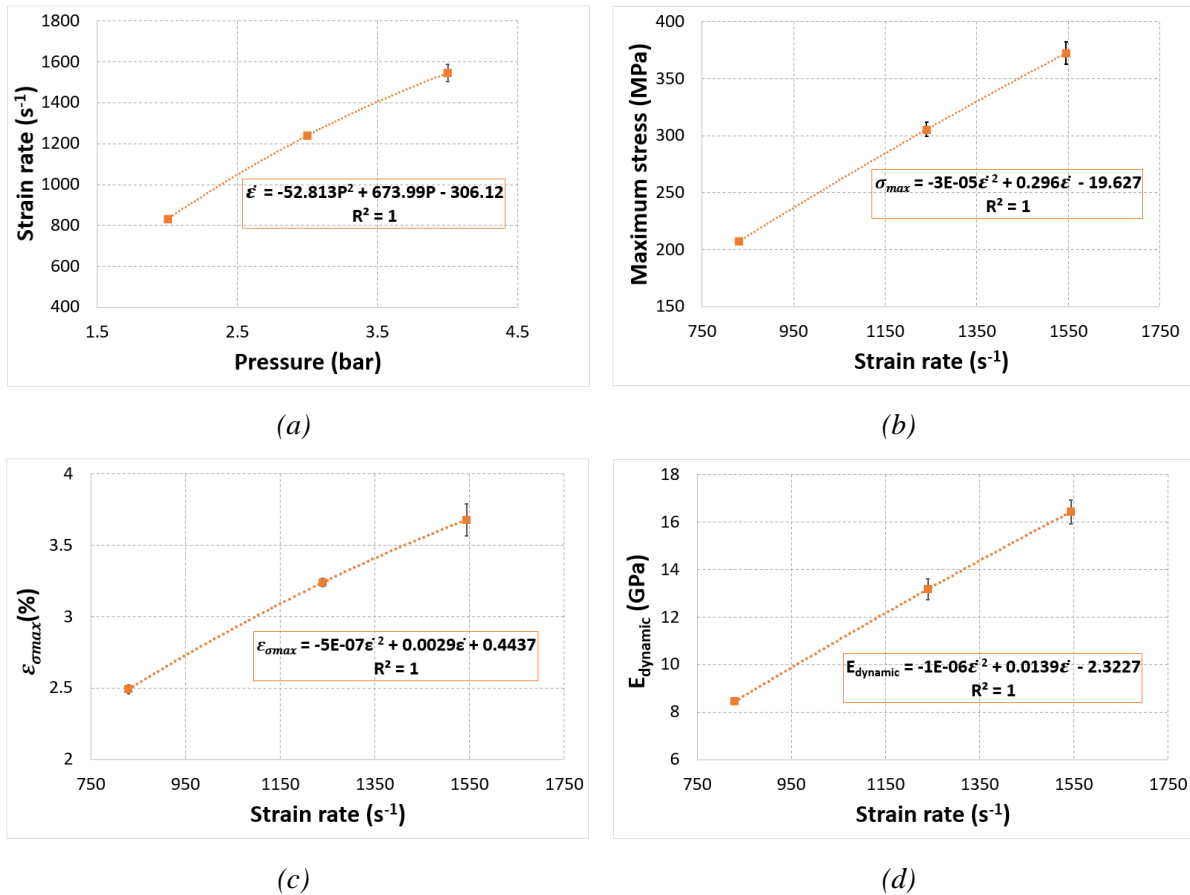 1800
1600
1400
1200
1000
800
600
400
Strain rate (s⁻¹)
ε̇ = -52.813P² + 673.99P - 306.12
R² = 1
1.5 2.5 3.5 4.5
Pressure (bar)
(a)
400
350
300
250
200
150
Maximum stress (MPa)
σmax = -3E-05ε̇² + 0.296ε̇ - 19.627
R² = 1
750 950 1150 1350 1550 1750
Strain rate (s⁻¹)
(b)
4
3.5
3
2.5
2
εσmax(%)
εσmax = -5E-07ε̇² + 0.0029ε̇ + 0.4437
R² = 1
750 950 1150 1350 1550 1750
Strain rate (s⁻¹)
(c)
18
16
14
12
10
8
6
Edynamic (GPa)
Edynamic = -1E-06ε̇² + 0.0139ε̇ - 2.3227
R² = 1
750 950 1150 1350 1550 1750
Strain rate (s⁻¹)
(d)